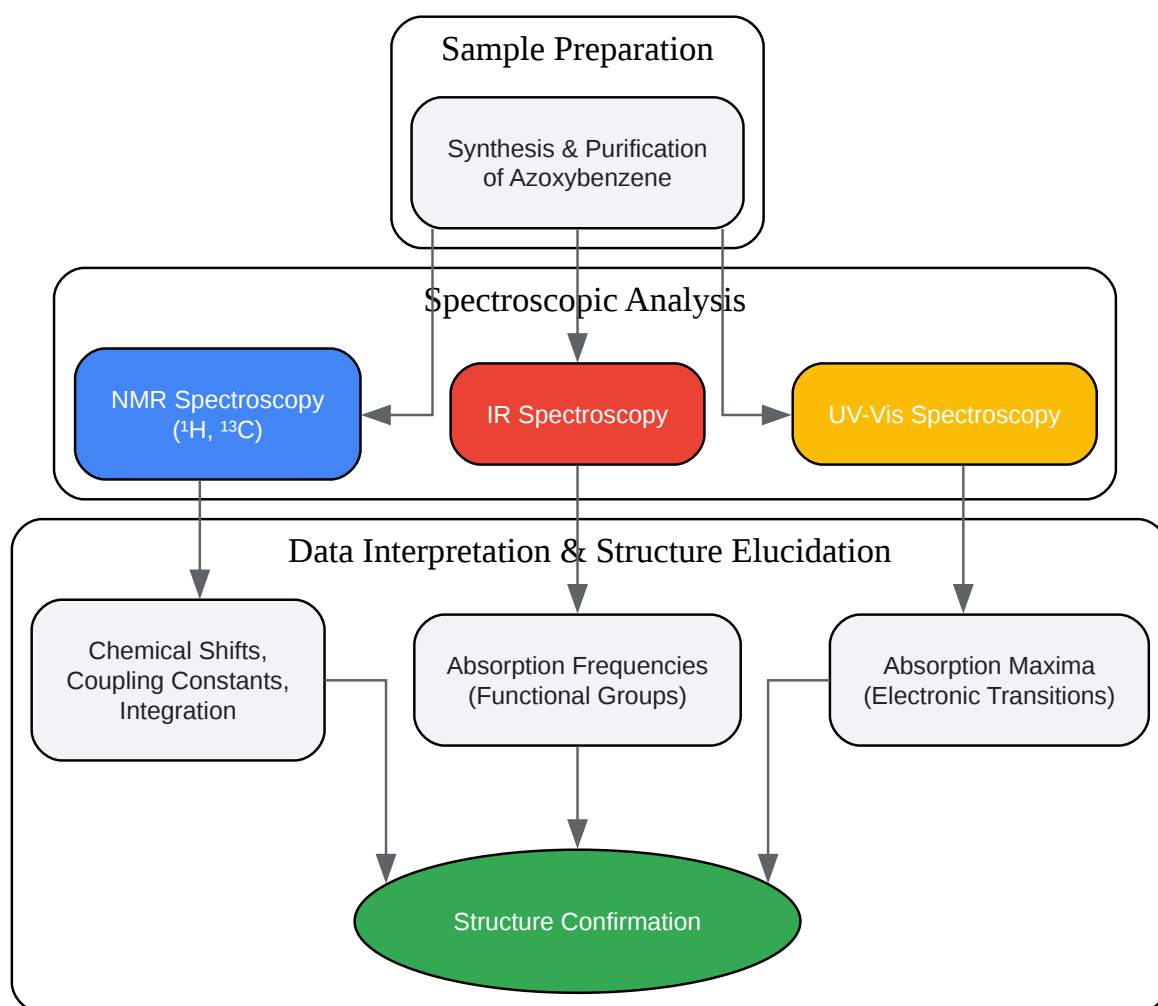 Sample Preparation
Synthesis & Purification
of Azoxybenzene
Spectroscopic Analysis
NMR Spectroscopy
(¹H, ¹³C)
IR Spectroscopy
UV-Vis Spectroscopy
Data Interpretation & Structure Elucidation
Chemical Shifts,
Coupling Constants,
Integration
Absorption Frequencies
(Functional Groups)
Absorption Maxima
(Electronic Transitions)
Structure Confirmation